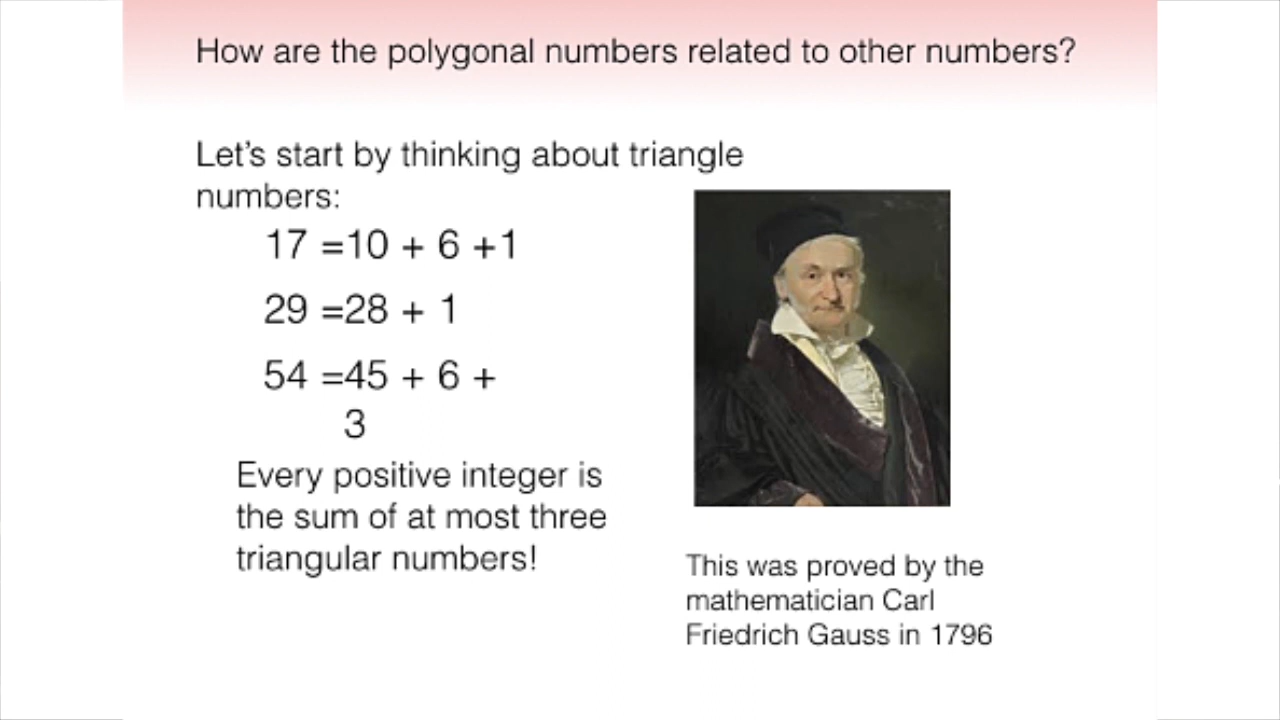 How are the polygonal numbers related to other numbers?
Let's start by thinking about triangle
numbers:
17 =10 + 6 +1
29 =28 + 1
54 =45 + 6 +
3
Every positive integer is
the sum of at most three
triangular numbers!
This was proved by the
mathematician Carl
Friedrich Gauss in 1796